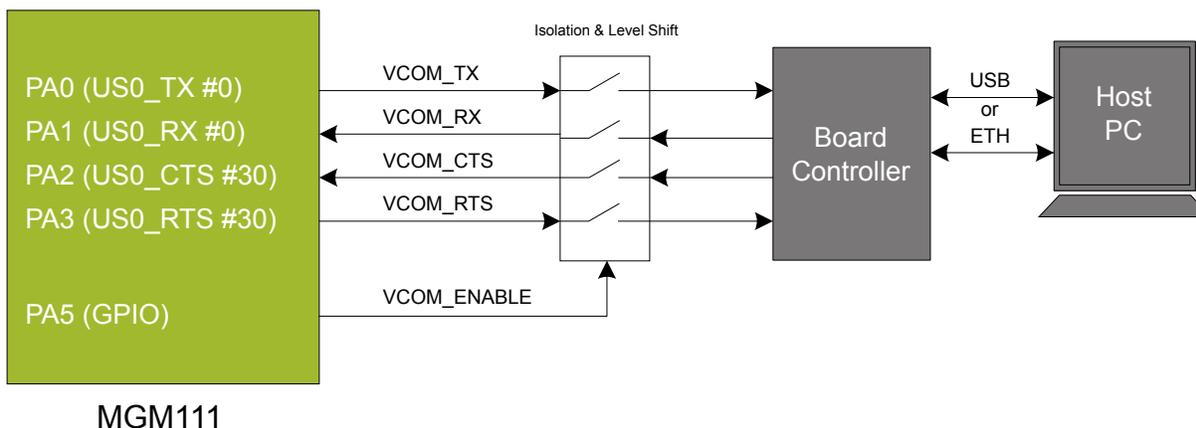 Isolation & Level Shift
PA0 (US0_TX #0)
PA1 (US0_RX #0)
PA2 (US0_CTS #30)
PA3 (US0_RTS #30)
PA5 (GPIO)
MGM111
VCOM_TX
VCOM_RX
VCOM_CTS
VCOM_RTS
VCOM_ENABLE
Board
Controller
USB
or
ETH
Host
PC